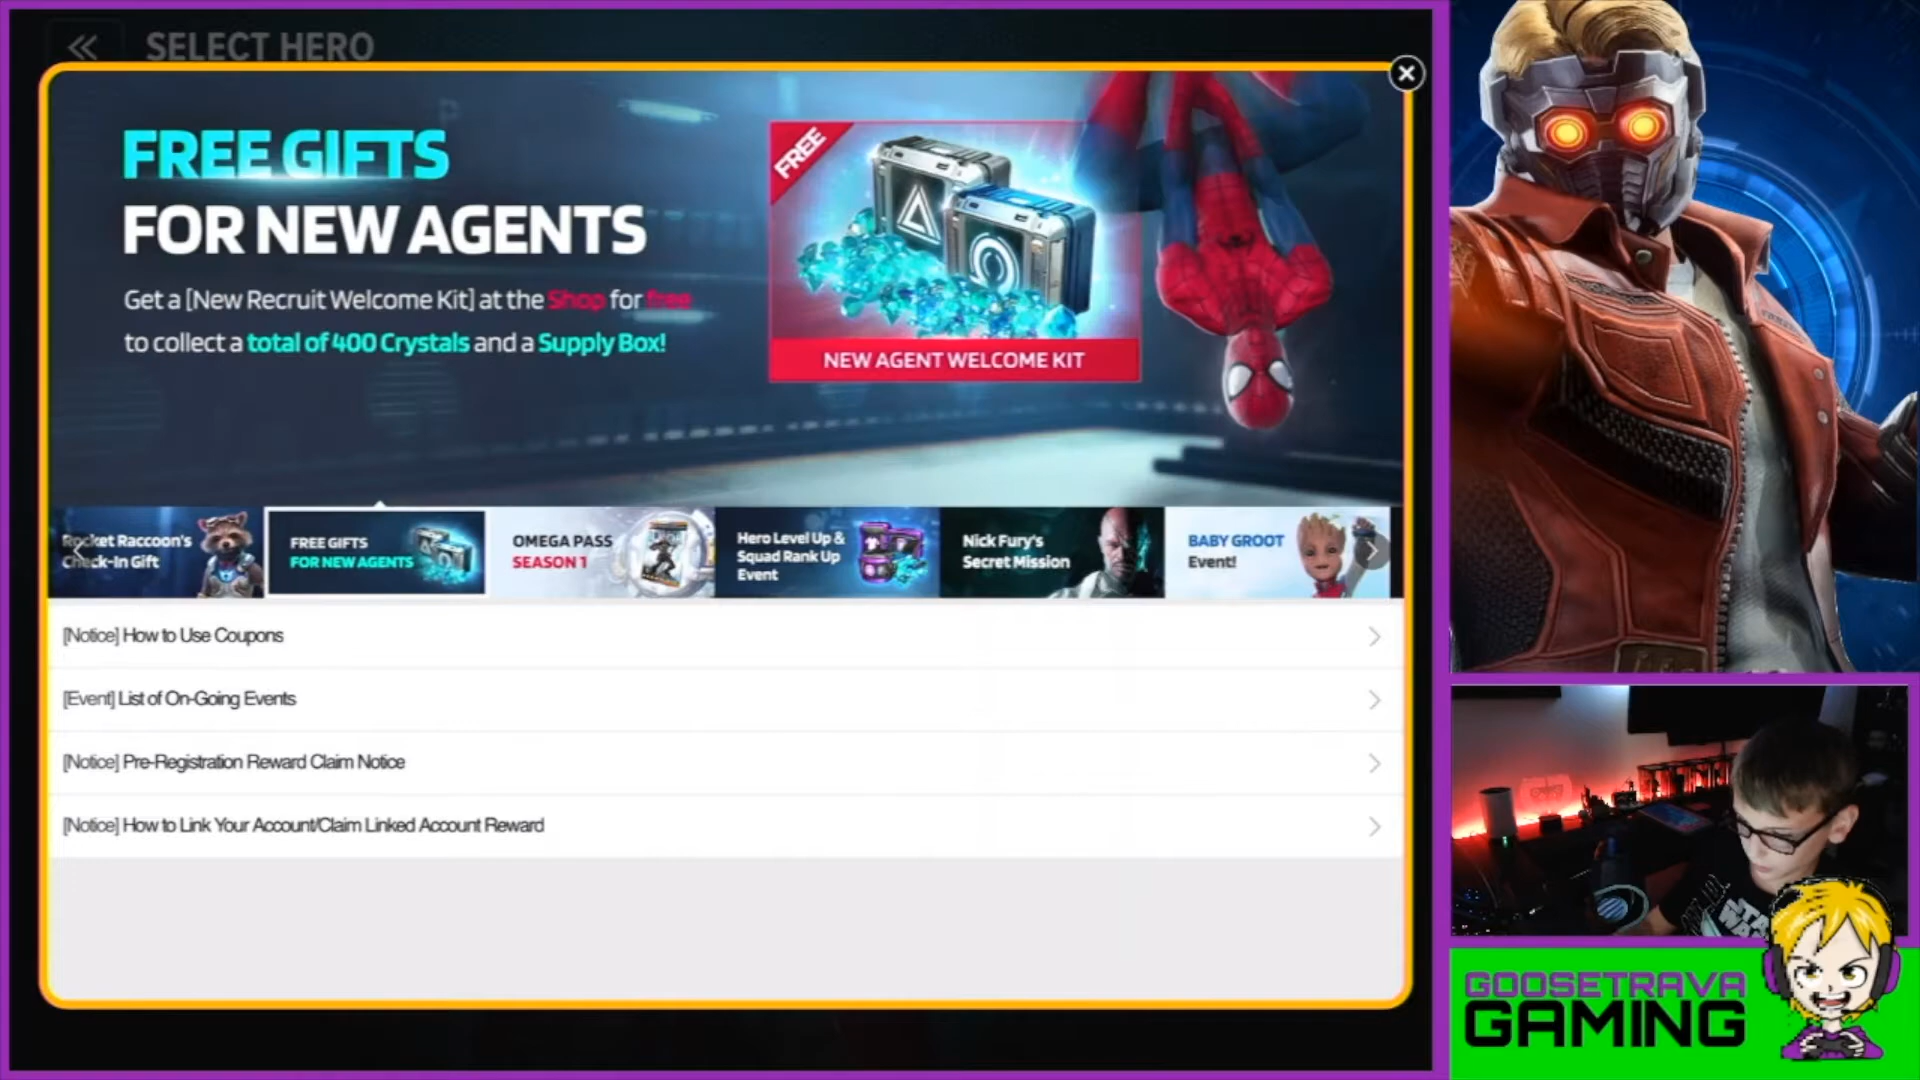 SELECT HERO
FREE GIFTS
FOR NEW AGENTS
Get a [New Recruit Welcome Kit] at the Shop for free
to collect a total of 400 Crystals and a Supply Box!
FREE
NEW AGENT WELCOME KIT
Rocket Raccoon's
Check-In Gift
FREE GIFTS
FOR NEW AGENTS
OMEGA PASS
SEASON 1
Hero Level Up &
Squad Rank Up
Event
Nick Fury's
Secret Mission
BABY GROOT
Event!
[Notice] How to Use Coupons
[Event] List of On-Going Events
[Notice] Pre-Registration Reward Claim Notice
[Notice] How to Link Your Account/Claim Linked Account Reward
GOOSETRAVA
GAMING